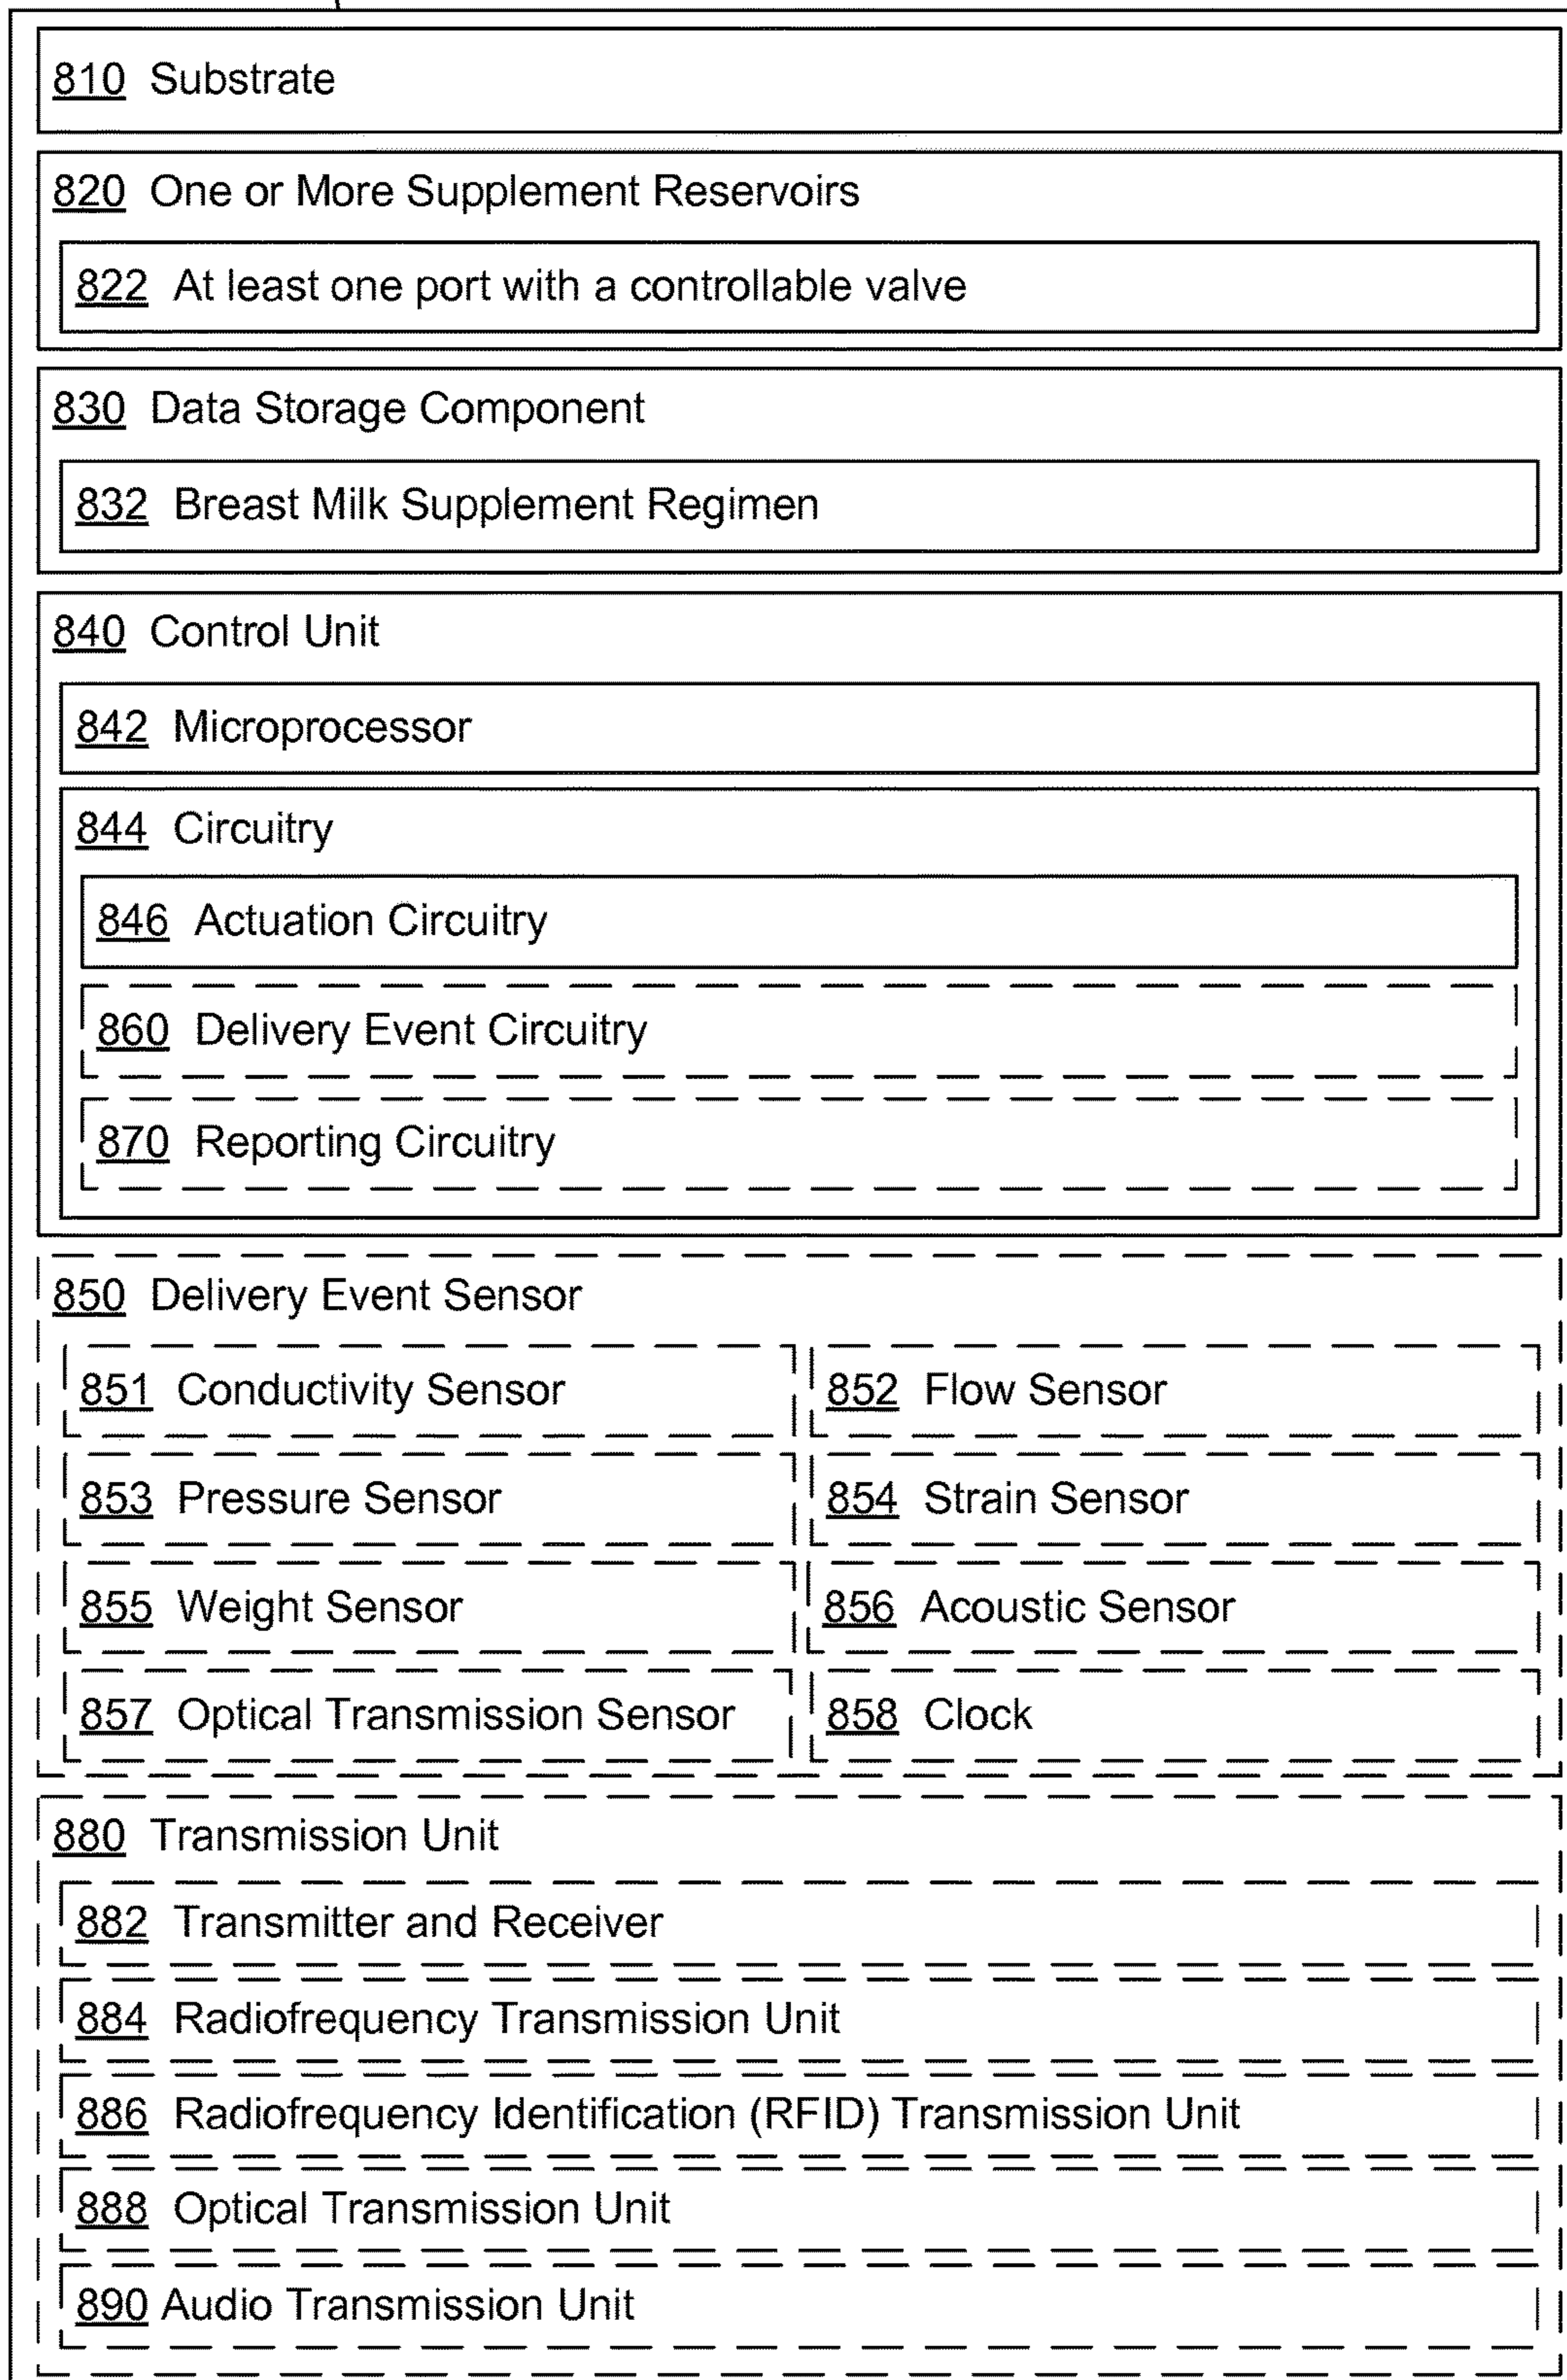 810 Substrate
820 One or More Supplement Reservoirs
822 At least one port with a controllable valve
830 Data Storage Component
832 Breast Milk Supplement Regimen
840 Control Unit
842 Microprocessor
844 Circuitry
846 Actuation Circuitry
860 Delivery Event Circuitry
870 Reporting Circuitry
850 Delivery Event Sensor
851 Conductivity Sensor 852 Flow Sensor
853 Pressure Sensor 854 Strain Sensor
855 Weight Sensor 856 Acoustic Sensor
857 Optical Transmission Sensor 858 Clock
880 Transmission Unit
882 Transmitter and Receiver
884 Radiofrequency Transmission Unit
886 Radiofrequency Identification (RFID) Transmission Unit
888 Optical Transmission Unit
890 Audio Transmission Unit